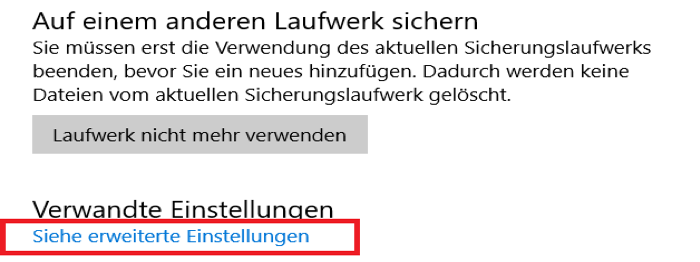 Auf einem anderen Laufwerk sichern
Sie müssen erst die Verwendung des aktuellen Sicherungslaufwerks
beenden, bevor Sie ein neues hinzufügen. Dadurch werden keine
Dateien vom aktuellen Sicherungslaufwerk gelöscht.
Laufwerk nicht mehr verwenden
Verwandte Einstellungen
Siehe erweiterte Einstellungen